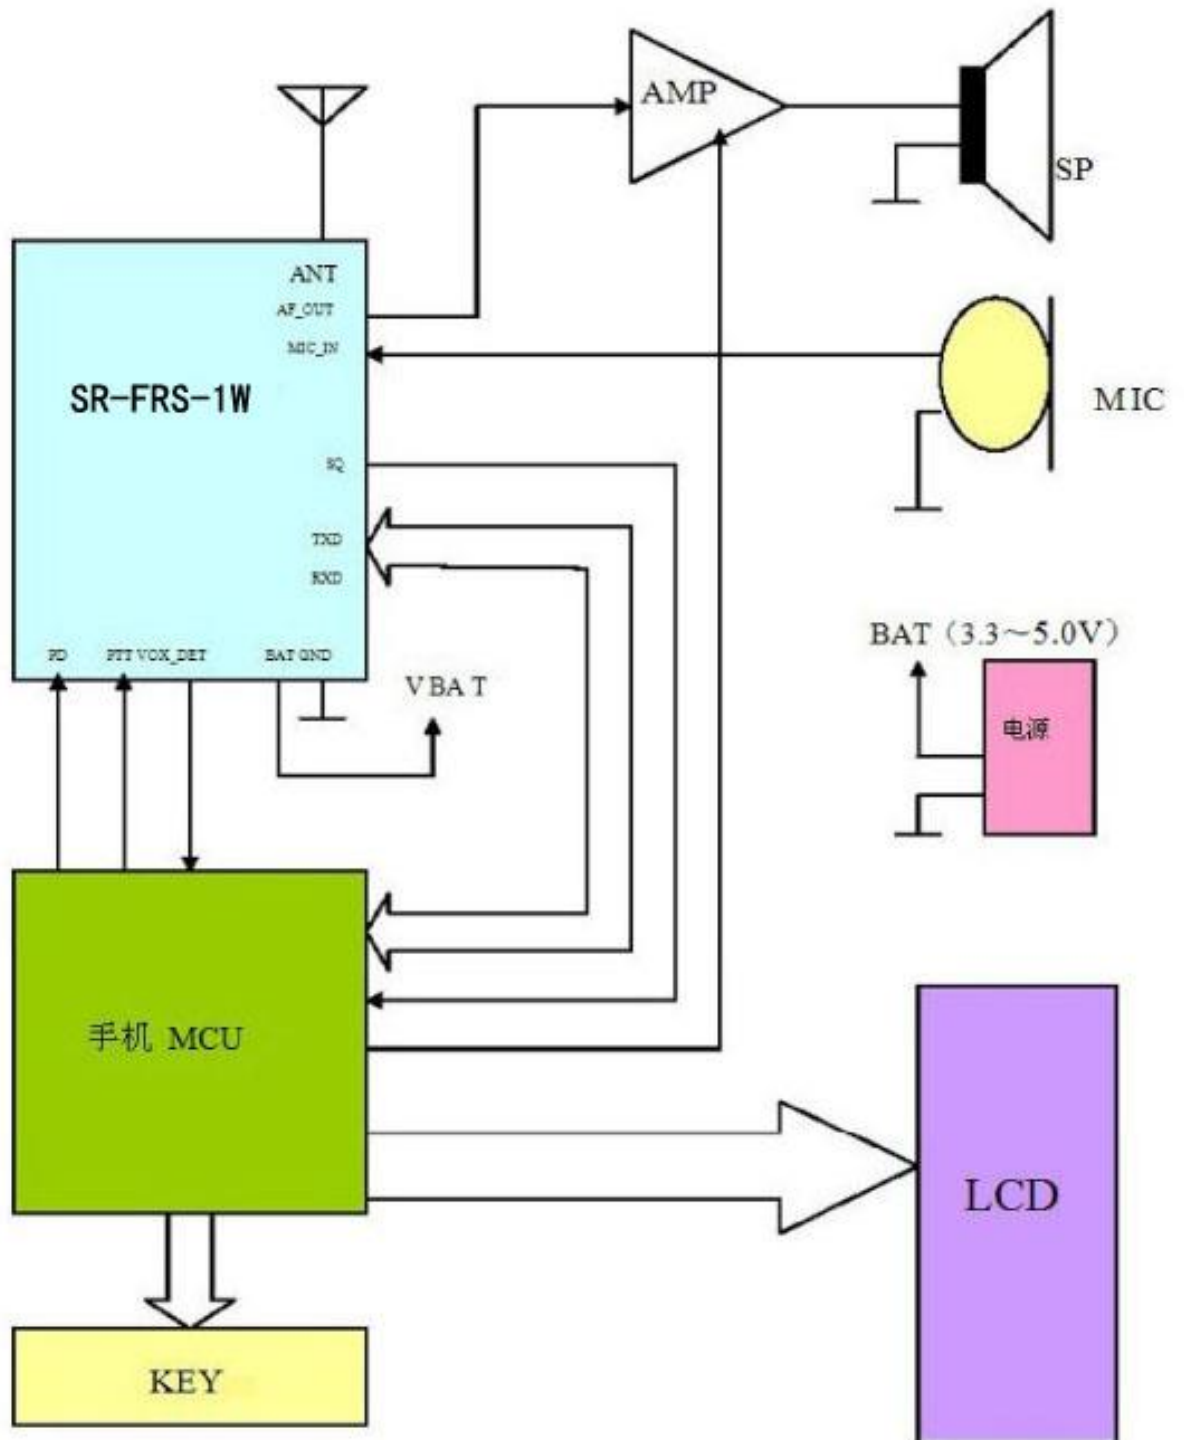 AMP
SP
ANT
AF_OUT
MIC_IN
SR-FRS-1W
MIC
SQ
TXD
RXD
BAT（3.3～5.0V）
PD PTT VOX_DET BAT GND
VBAT
电源
手机 MCU
LCD
KEY